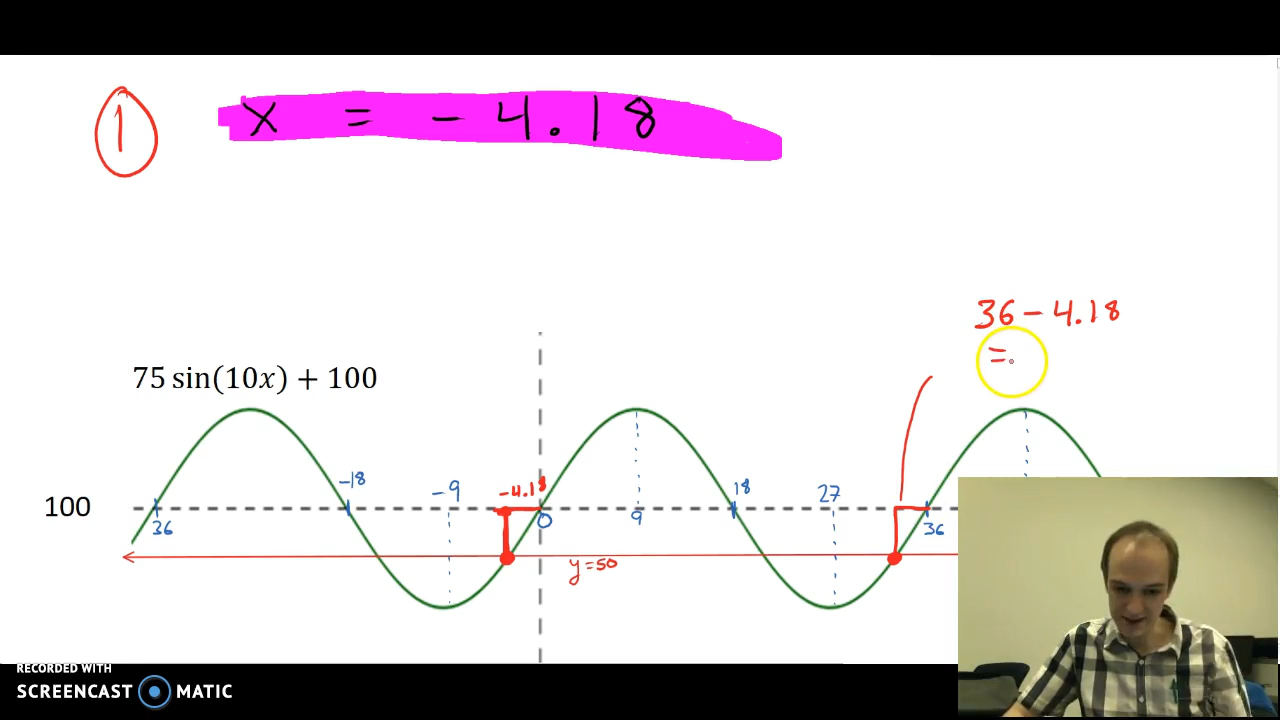 ① x = - 4.18
36 - 4.18
=
75 sin(10x) + 100
-18
-9
-4.18
18
27
100
36
0
9
36
y = 50
RECORDED WITH
SCREENCAST MATIC